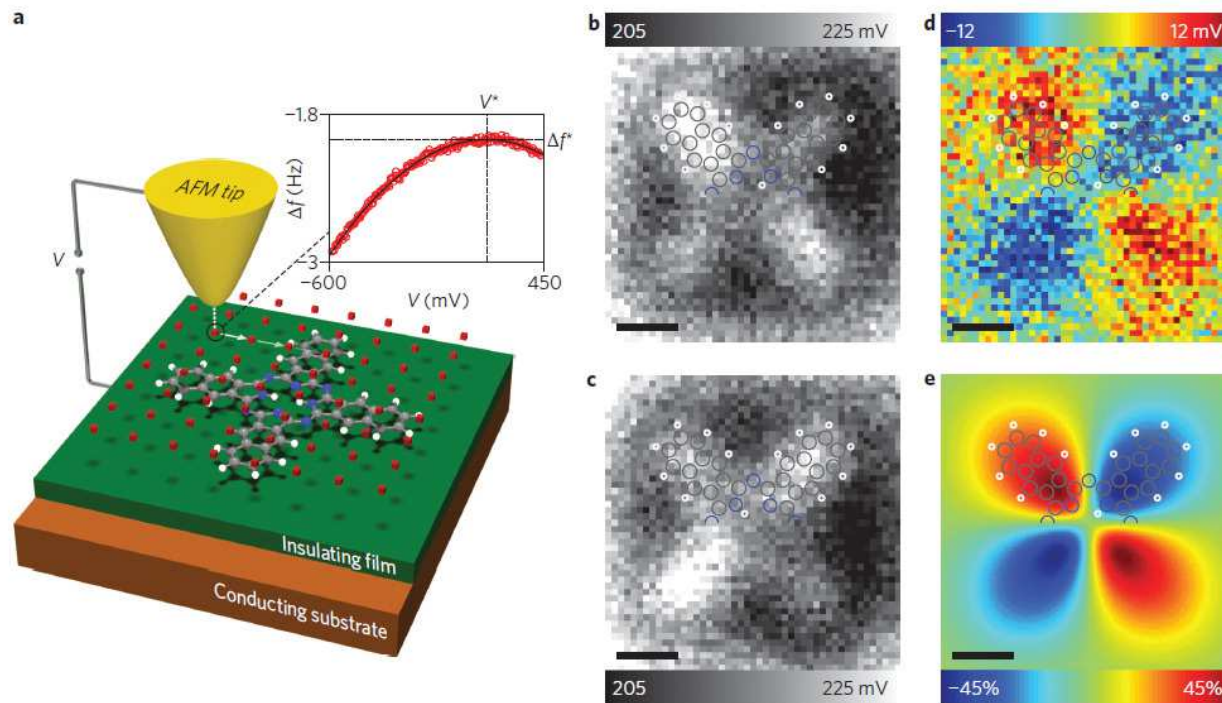 a
AFM tip
V
V*
−1.8
Δf*
Δf (Hz)
−3
−600
450
V (mV)
Insulating film
Conducting substrate
b
205
225 mV
c
205
225 mV
d
−12
12 mV
e
−45%
45%